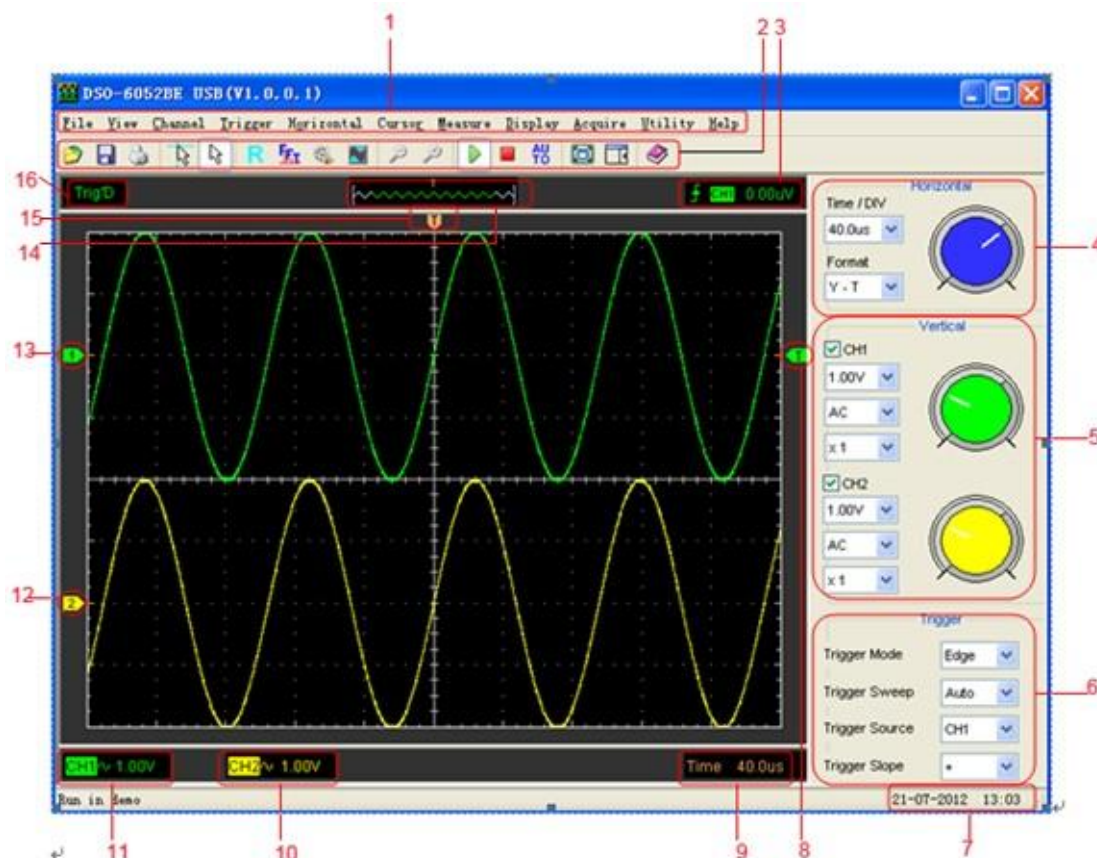 1
2 3
DSO-6052BE USB(V1.0.0.1)
File View Channel Trigger Horizontal Cursor Measure Display Acquire Utility Help
R FFT AUTO
16
Trig'D
T
CH1 0.00uV
Horizontal
15
T
Time / DIV
14
40.0us
4
Format
Y - T
Vertical
13
1
T
CH1
1.00V
AC
5
x 1
CH2
1.00V
AC
12
2
x 1
Trigger
Trigger Mode Edge
6
Trigger Sweep Auto
Trigger Source CH1
CH1 1.00V
CH2 1.00V
Time 40.0us
Trigger Slope +
Run in demo
21-07-2012 13:03
11 10 9 8 7